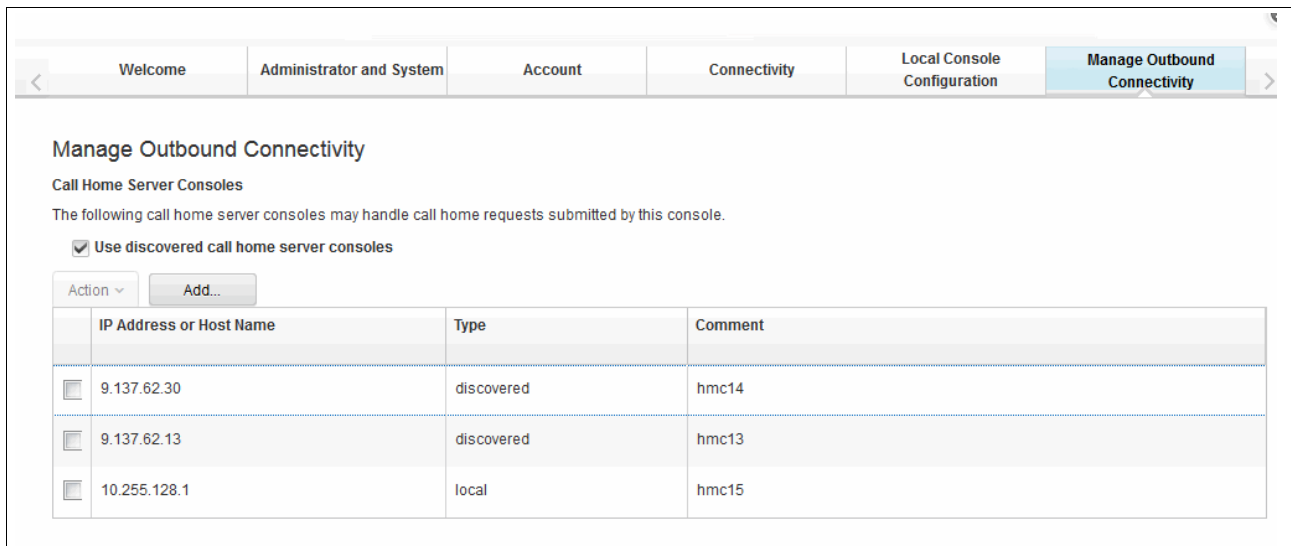 Welcome
Administrator and System
Account
Connectivity
Local Console
Configuration
Manage Outbound
Connectivity
Manage Outbound Connectivity
Call Home Server Consoles
The following call home server consoles may handle call home requests submitted by this console.
Use discovered call home server consoles
Action
Add...
IP Address or Host Name Type Comment
9.137.62.30 discovered hmc14
9.137.62.13 discovered hmc13
10.255.128.1 local hmc15